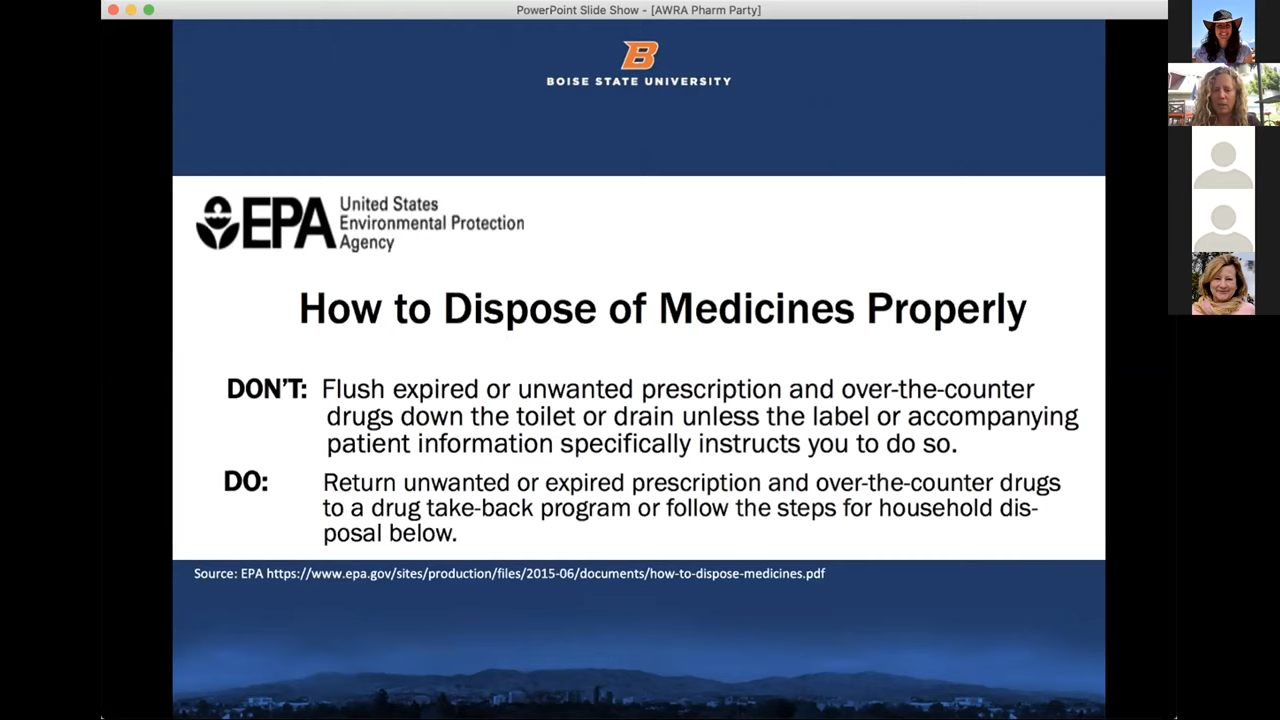 PowerPoint Slide Show - [AWRA Pharm Party]
B
BOISE STATE UNIVERSITY
EPA
United States
Environmental Protection
Agency
How to Dispose of Medicines Properly
DON'T: Flush expired or unwanted prescription and over-the-counter
drugs down the toilet or drain unless the label or accompanying
patient information specifically instructs you to do so.
DO: Return unwanted or expired prescription and over-the-counter drugs
to a drug take-back program or follow the steps for household dis-
posal below.
Source: EPA https://www.epa.gov/sites/production/files/2015-06/documents/how-to-dispose-medicines.pdf